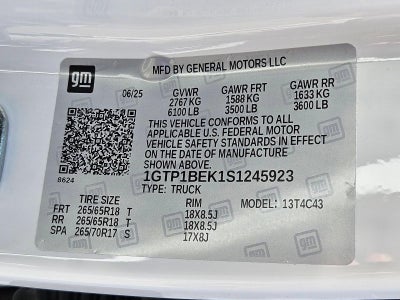 gm
MFD BY GENERAL MOTORS LLC
06/25 GVWR GAWR FRT GAWR RR
2767 KG 1588 KG 1633 KG
6100 LB 3500 LB 3600 LB
THIS VEHICLE CONFORMS TO ALL
APPLICABLE U.S. FEDERAL MOTOR
VEHICLE SAFETY STANDARDS IN EFFECT
ON THE DATE OF MANUFACTURE
SHOWN ABOVE.
8624
1GTP1BEK1S1245923
TYPE: TRUCK
TIRE SIZE RIM MODEL: 13T4C43
FRT 265/65R18 T 18X8.5J
RR 265/65R18 T 18X8.5J
SPA 265/70R17 S 17X8J